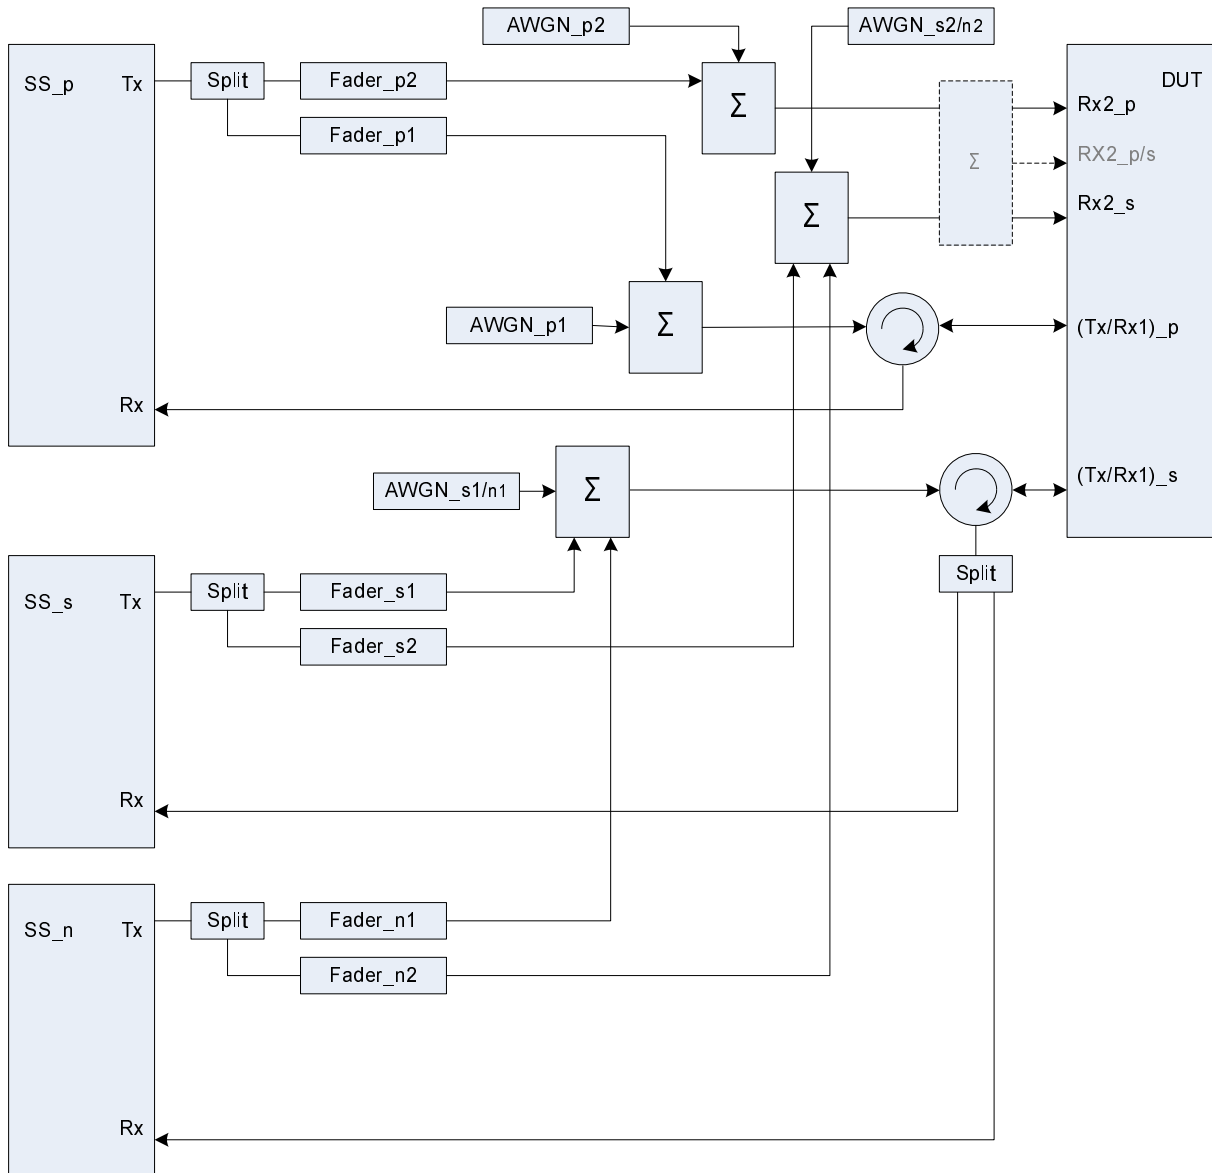 AWGN_p2
AWGN_s2/n2
SS_p
Tx
Split
Fader_p2
Σ
DUT
Rx2_p
Fader_p1
Σ
RX2_p/s
Σ
Rx2_s
AWGN_p1
Σ
(Tx/Rx1)_p
Rx
AWGN_s1/n1
Σ
(Tx/Rx1)_s
Split
SS_s
Tx
Split
Fader_s1
Fader_s2
Rx
SS_n
Tx
Split
Fader_n1
Fader_n2
Rx